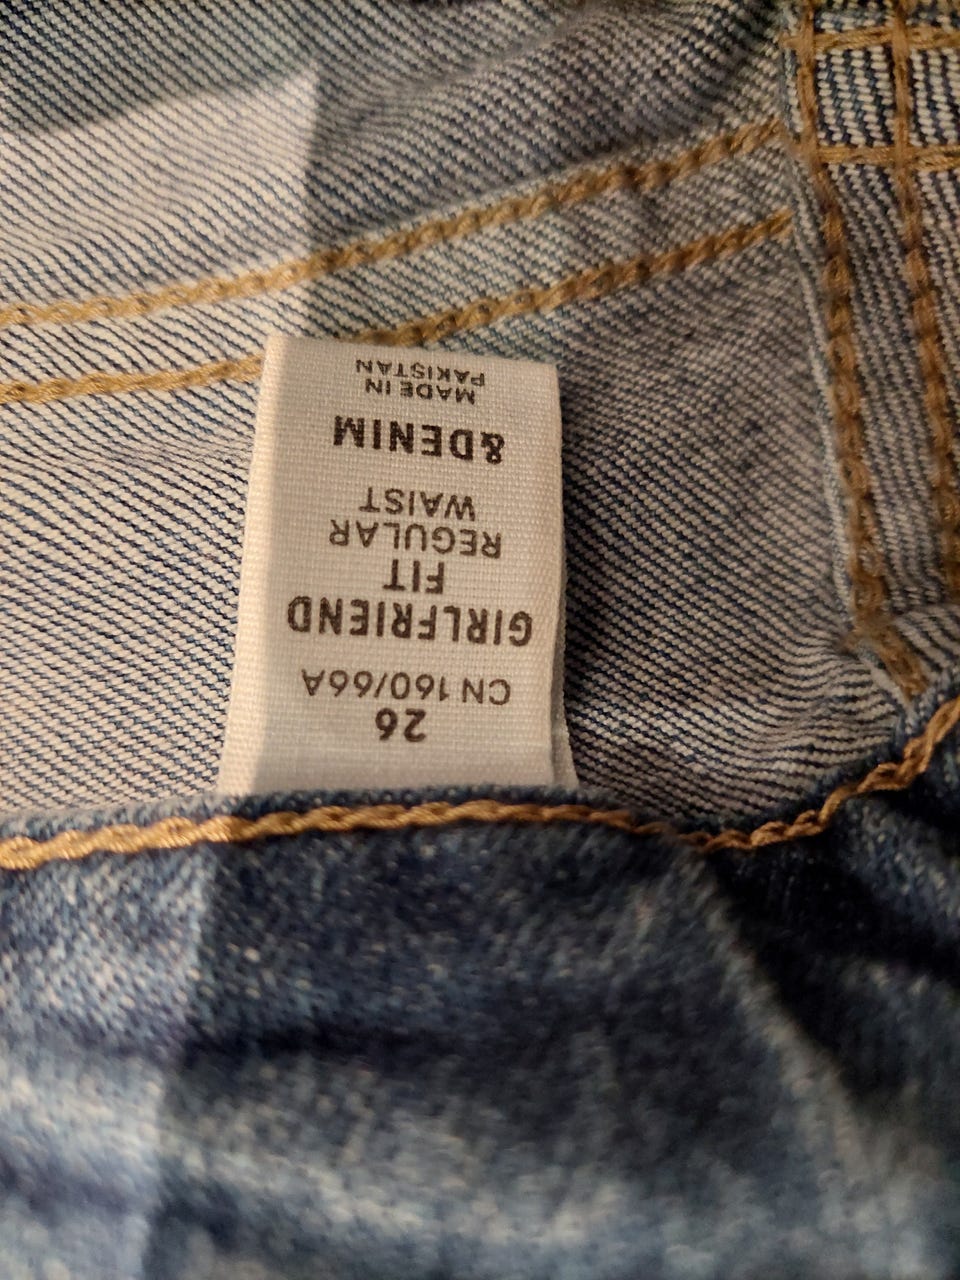 26
CN 160/66A
GIRLFRIEND
FIT
REGULAR
WAIST
&DENIM
MADE IN
PAKISTAN